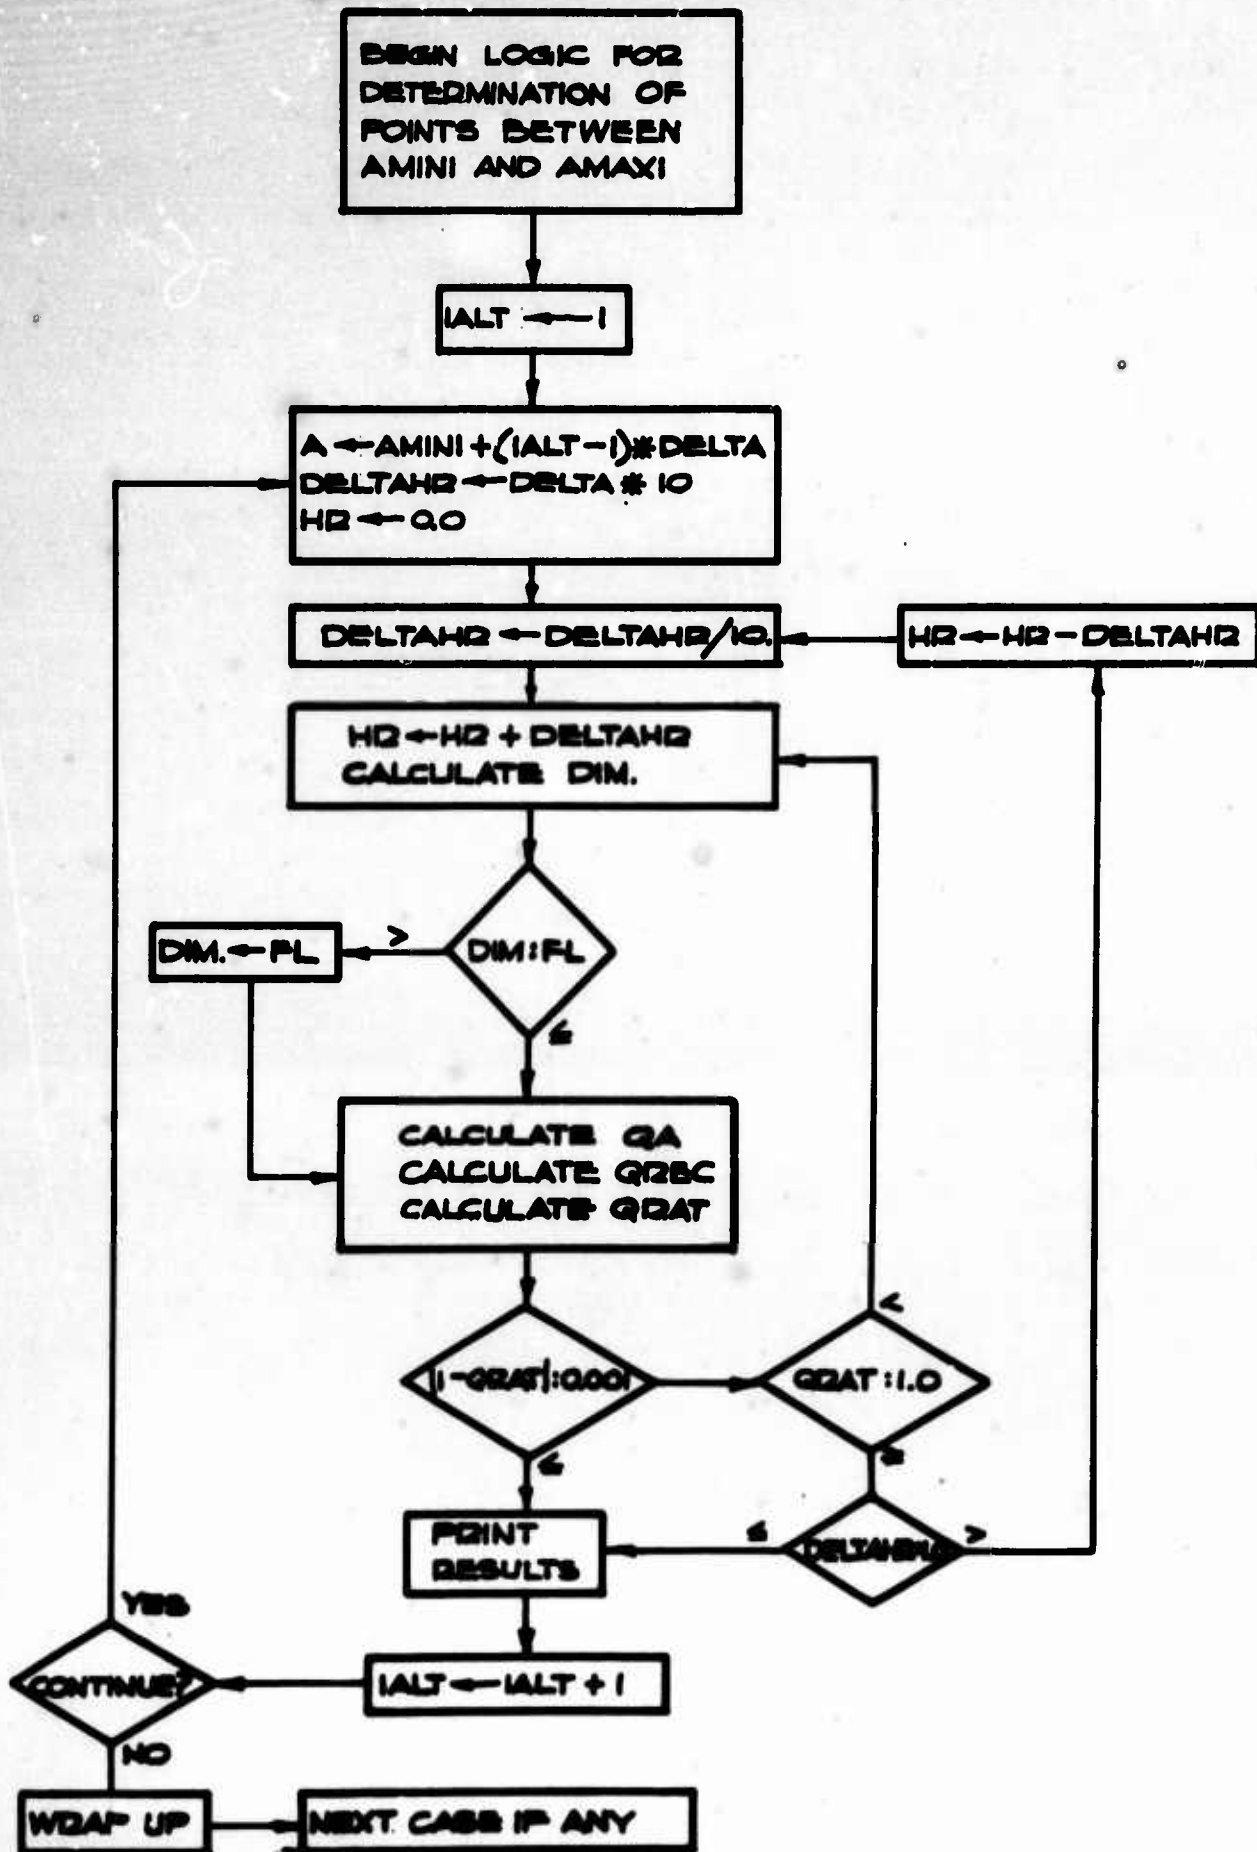 BEGIN LOGIC FOR
DETERMINATION OF
POINTS BETWEEN
AMINI AND AMAXI
IALT ← 1
A ← AMINI + (IALT - 1) * DELTA
DELTAHR ← DELTA * 10
HR ← 0.0
DELTAHR ← DELTAHR/10.
HR ← HR - DELTAHR
HR ← HR + DELTAHR
CALCULATE DIM.
DIM. ← FL
>
DIM : FL
≤
CALCULATE QA
CALCULATE QREC
CALCULATE QRAT
<
|1 - QRAT| : 0.001
QRAT : 1.0
≤
≥
PRINT
RESULTS
≤
>
YES
CONTINUE?
IALT ← IALT + 1
NO
WRAP UP
NEXT CASE IF ANY